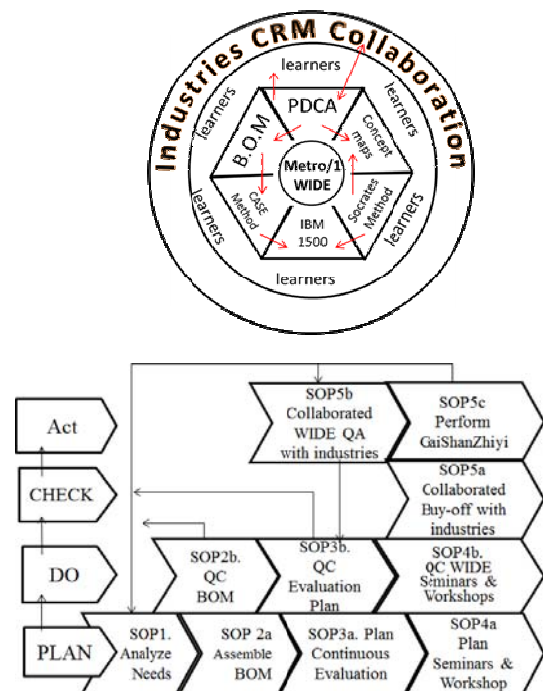 Industries CRM Collaboration
learners
learners
learners
PDCA
B.O.M
Concept
maps
Metro/1
WIDE
CASE
Method
Socrates
Method
IBM
1500
learners
learners
learners
Act
SOP5b
Collaborated
WIDE QA
with industries
SOP5c
Perform
GaiShanZhiyi
CHECK
SOP5a
Collaborated
Buy-off with
industries
DO
SOP2b.
QC
BOM
SOP3b.
QC
Evaluation
Plan
SOP4b.
QC WIDE
Seminars &
Workshops
PLAN
SOP1.
Analyze
Needs
SOP 2a
Assemble
BOM
SOP3a. Plan
Continuous
Evaluation
SOP4a
Plan
Seminars &
Workshop